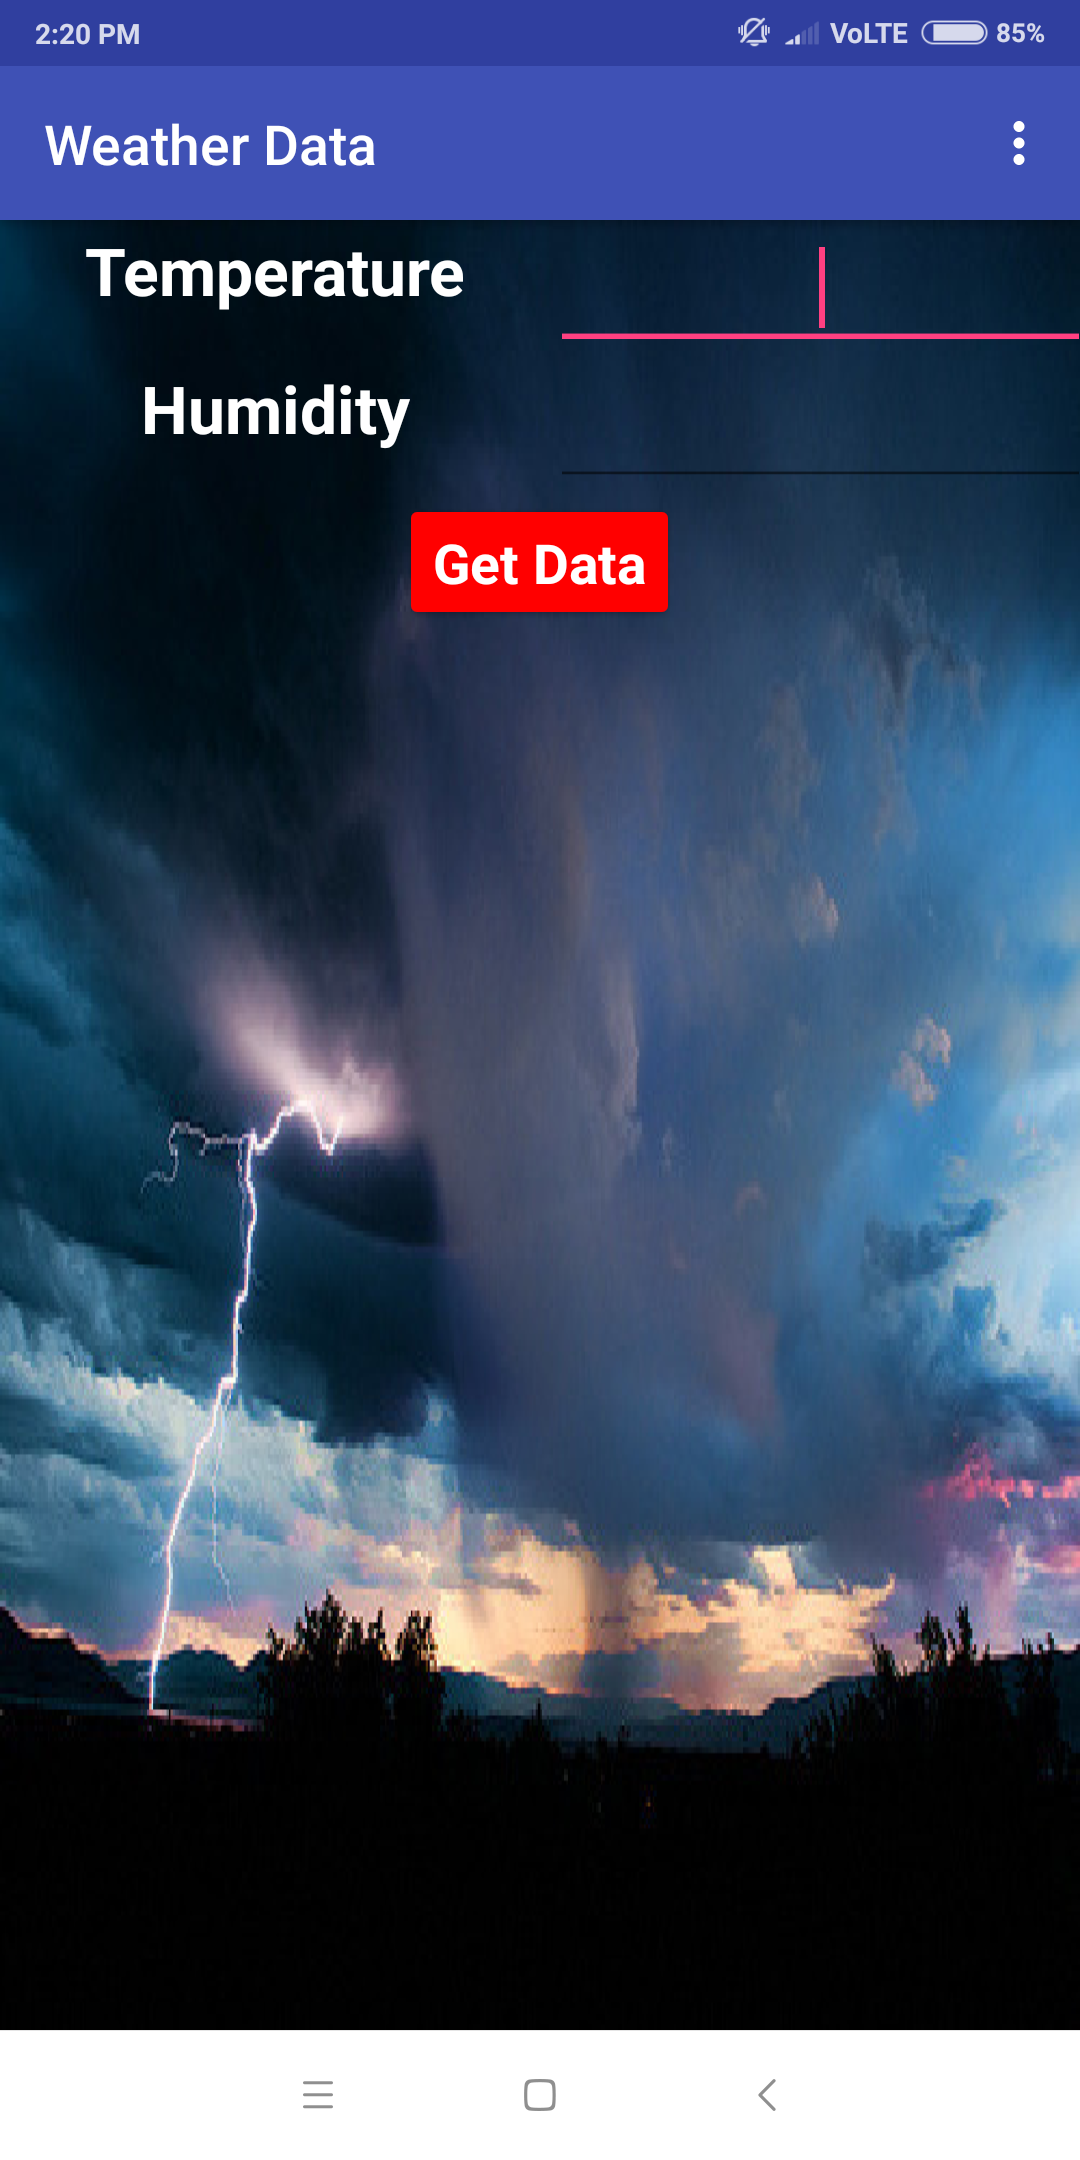 2:20 PM VoLTE 85%
Weather Data
Temperature
Humidity
Get Data